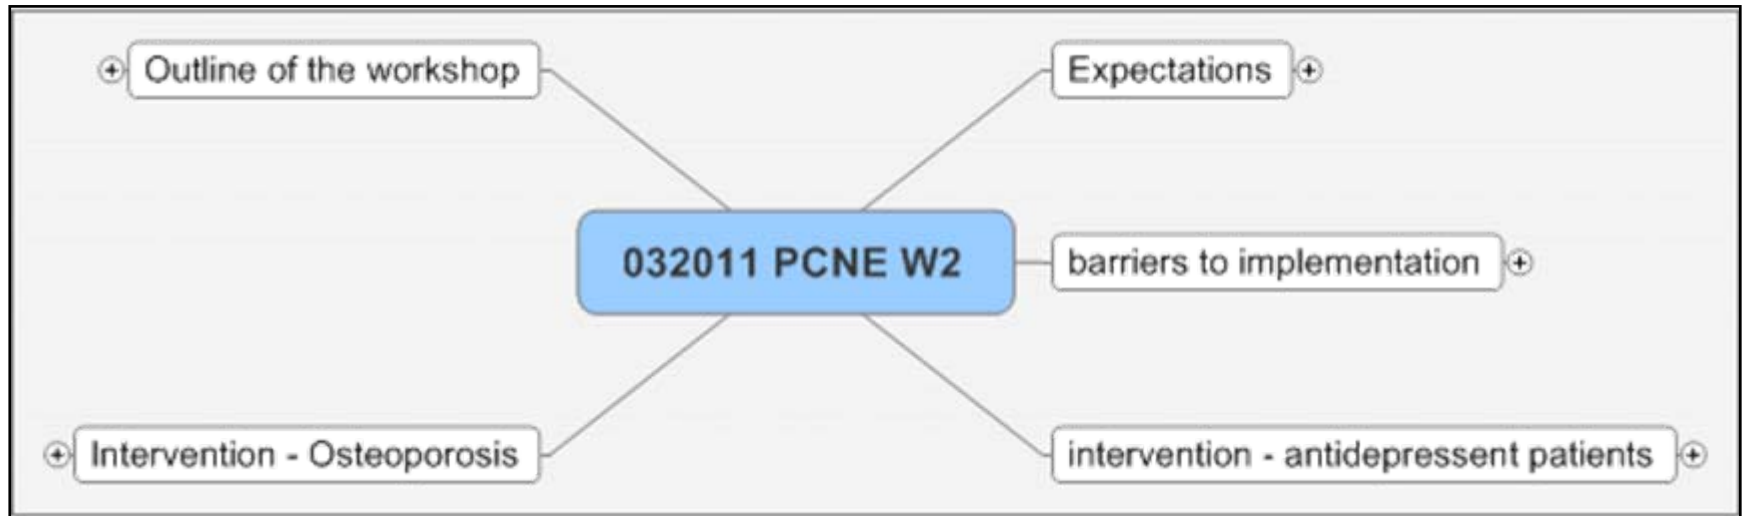 Outline of the workshop
Expectations
032011 PCNE W2
barriers to implementation
Intervention - Osteoporosis
intervention - antidepressent patients